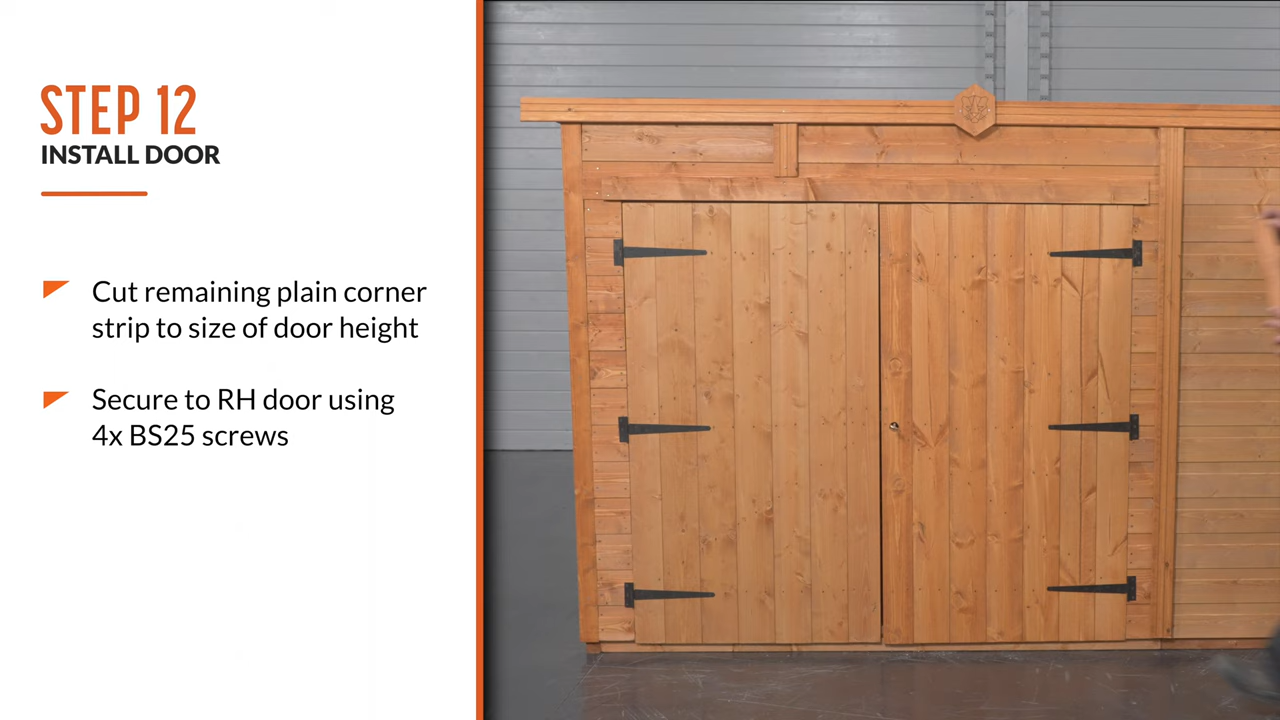 STEP 12
INSTALL DOOR
Cut remaining plain corner
strip to size of door height
Secure to RH door using
4x BS25 screws